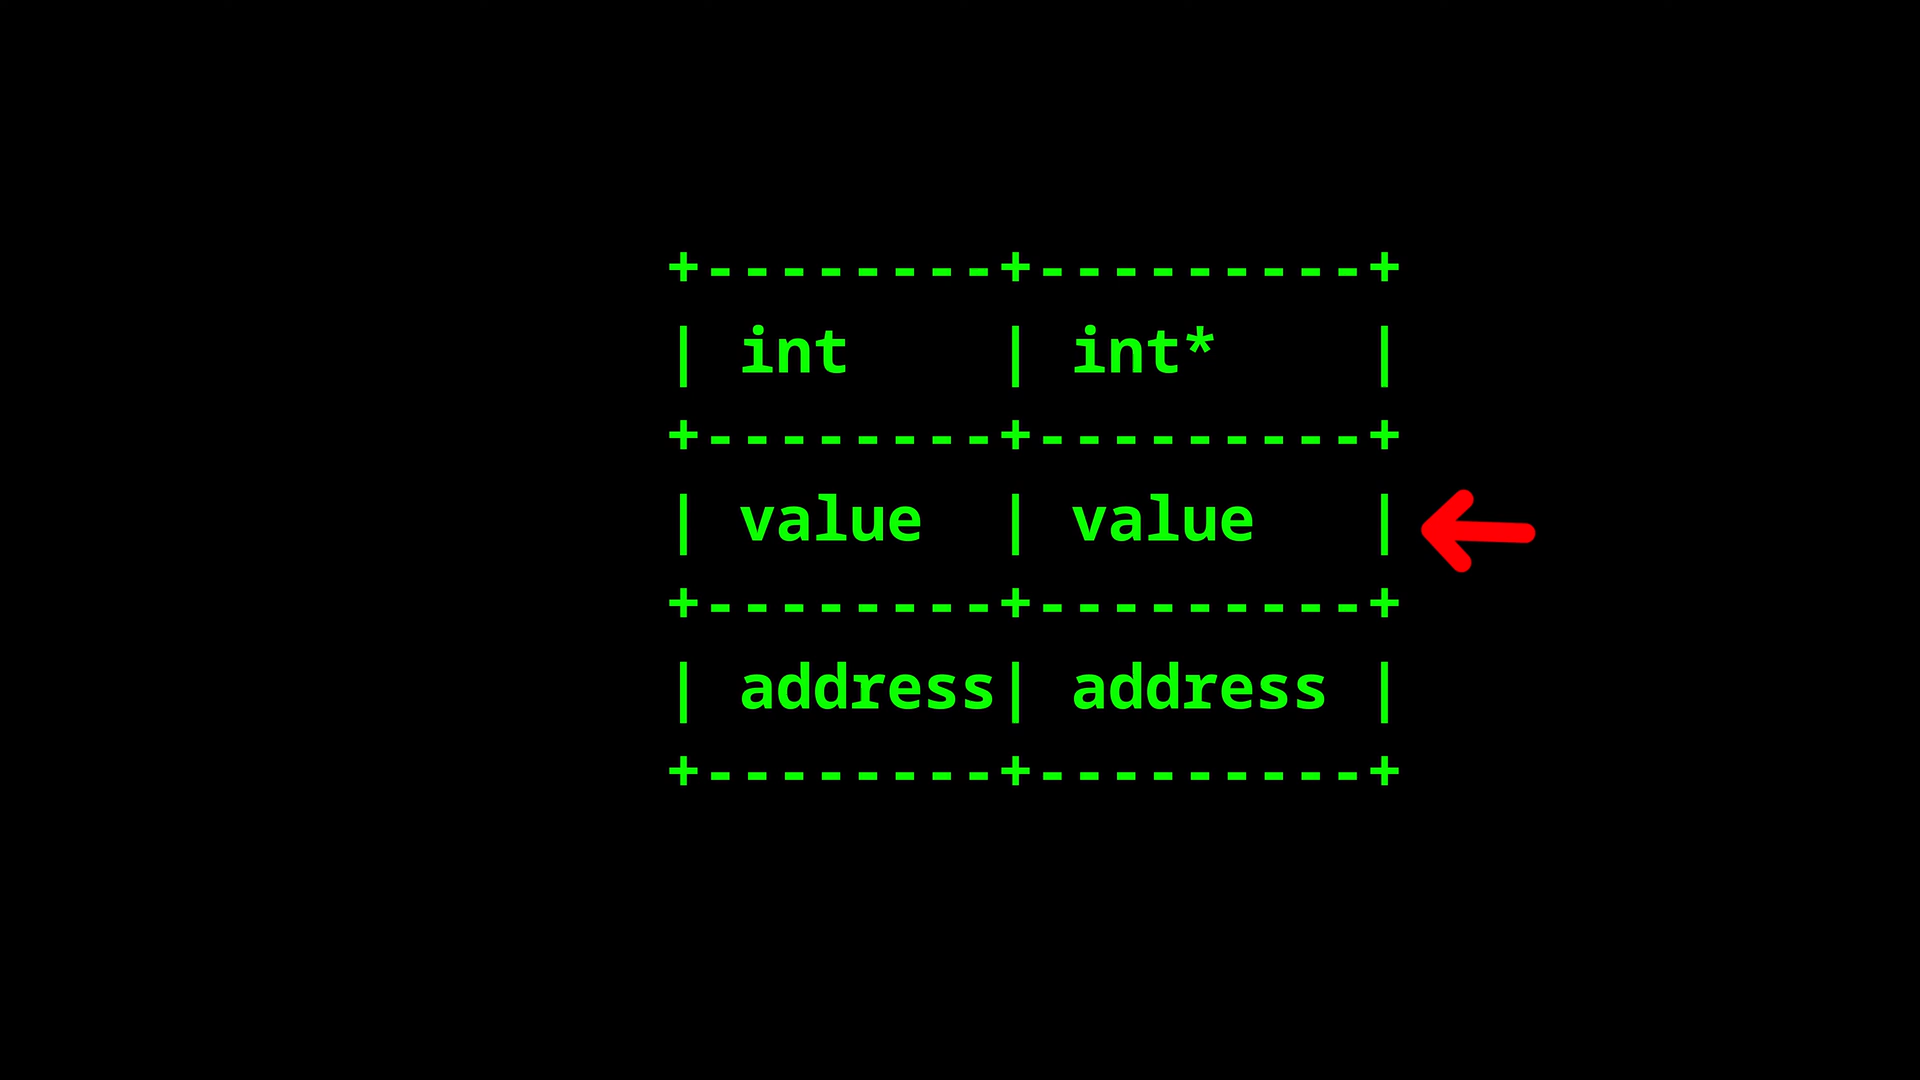 +--------+---------+
| int    | int*    |
+--------+---------+
| value  | value   |
+--------+---------+
| address| address |
+--------+---------+